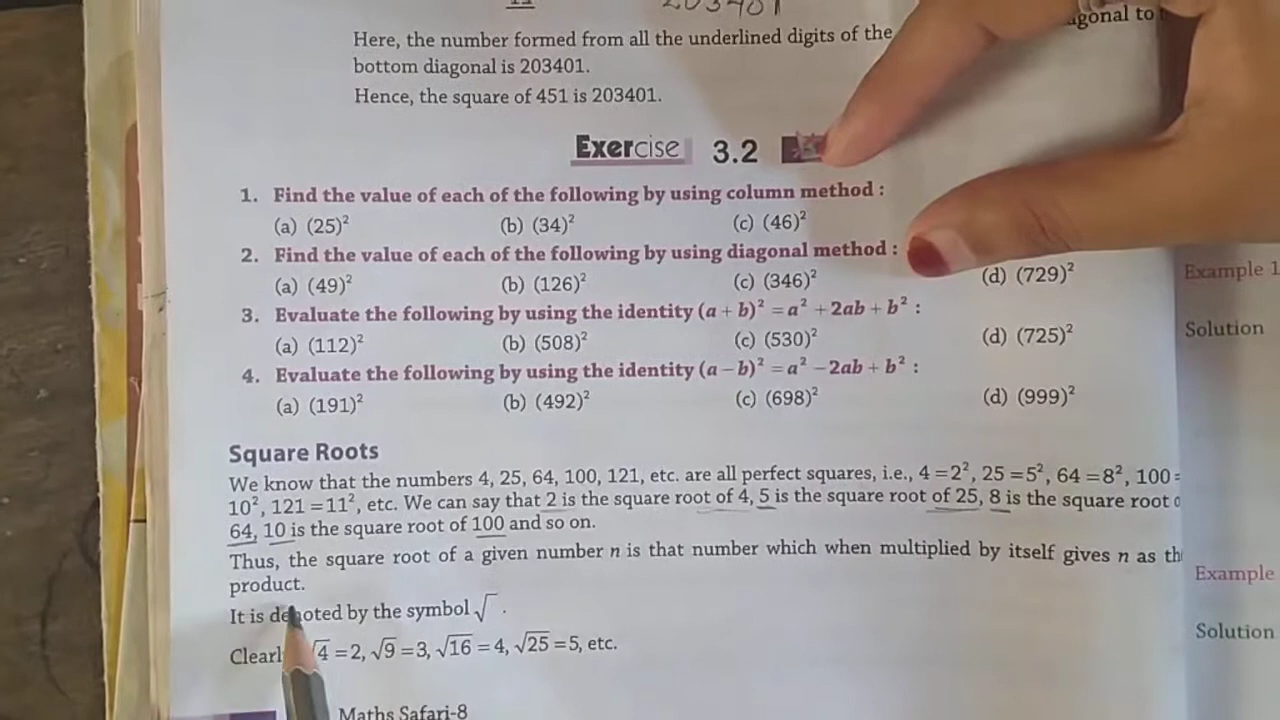 203401
Here, the number formed from all the underlined digits of the
bottom diagonal is 203401.
Hence, the square of 451 is 203401.
Exercise 3.2
1. Find the value of each of the following by using column method :
(a) (25)² (b) (34)² (c) (46)²
2. Find the value of each of the following by using diagonal method :
(a) (49)² (b) (126)² (c) (346)² (d) (729)²
3. Evaluate the following by using the identity (a + b)² = a² + 2ab + b² :
(a) (112)² (b) (508)² (c) (530)² (d) (725)²
4. Evaluate the following by using the identity (a − b)² = a² − 2ab + b² :
(a) (191)² (b) (492)² (c) (698)² (d) (999)²
Square Roots
We know that the numbers 4, 25, 64, 100, 121, etc. are all perfect squares, i.e., 4 = 2², 25 = 5², 64 = 8², 100 =
10², 121 = 11², etc. We can say that 2 is the square root of 4, 5 is the square root of 25, 8 is the square root
64, 10 is the square root of 100 and so on.
Thus, the square root of a given number n is that number which when multiplied by itself gives n as
product.
It is denoted by the symbol √ .
√4 = 2, √9 = 3, √16 = 4, √25 = 5, etc.
Maths Safari-8
to
Example 1
Solution
Example
Solution